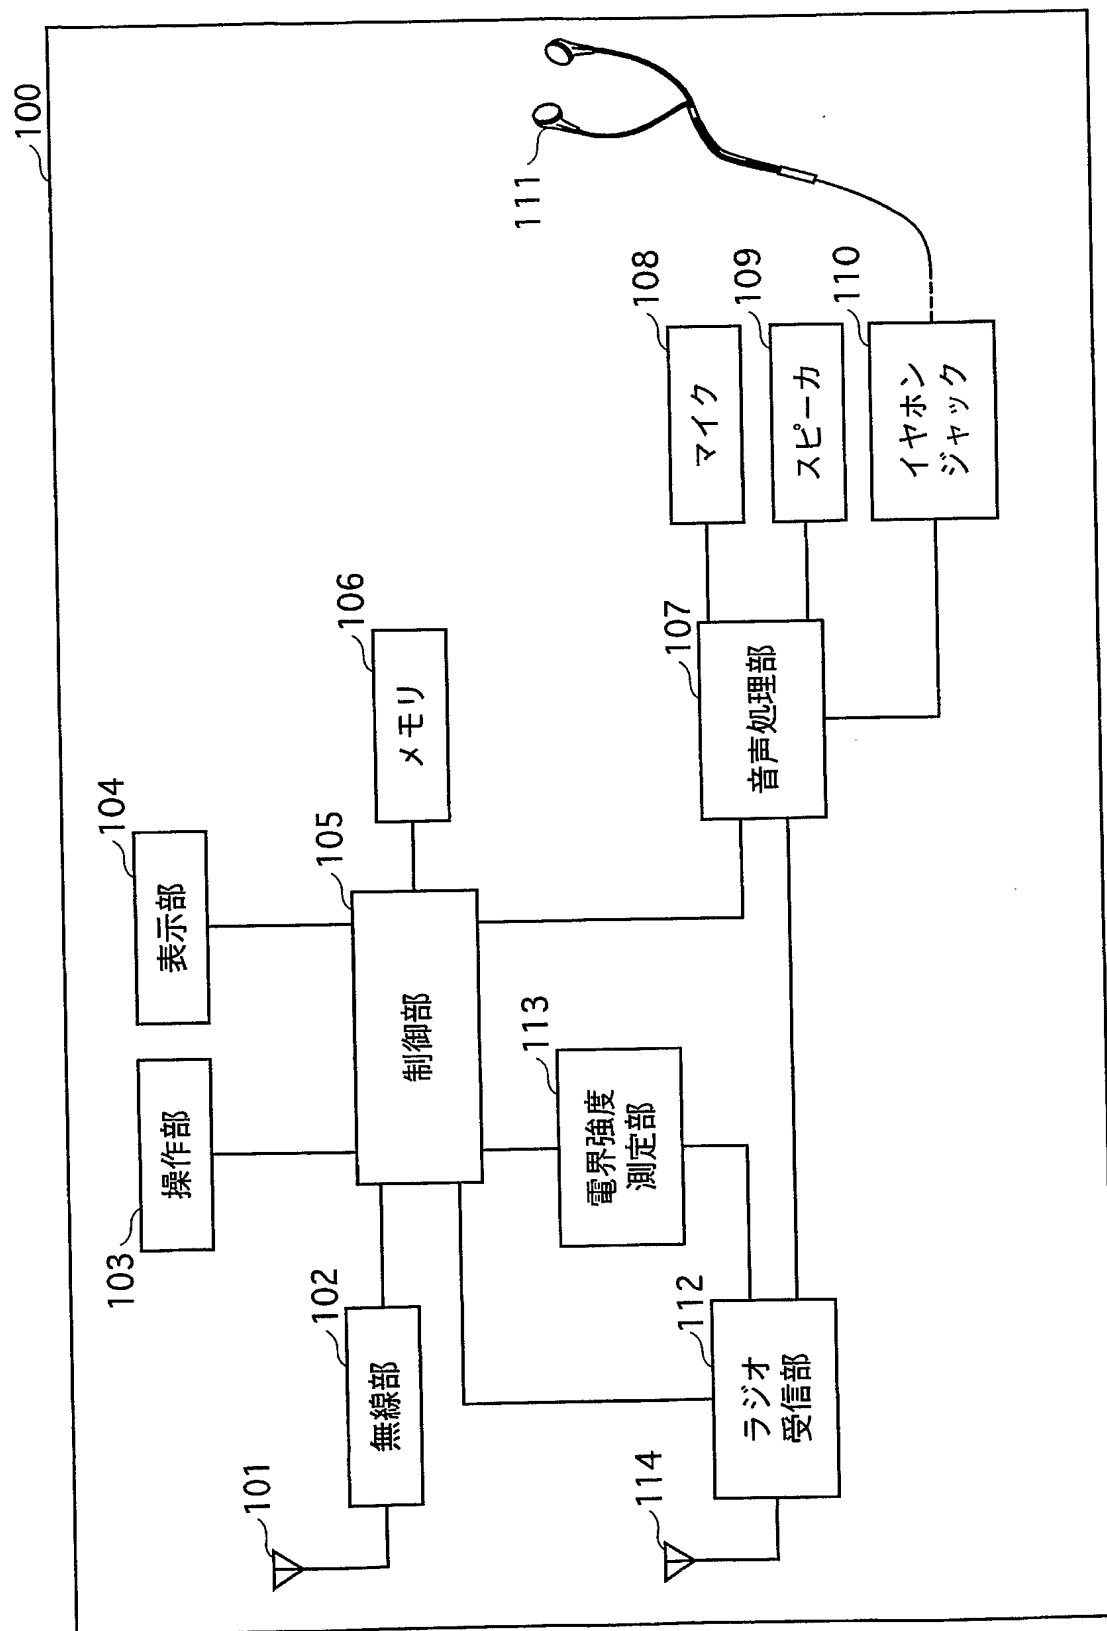 100
101
無線部
102
操作部
103
表示部
104
制御部
105
メモリ
106
音声処理部
107
マイク
108
スピーカ
109
イヤホン
ジャック
110
111
ラジオ
受信部
112
電界強度
測定部
113
114